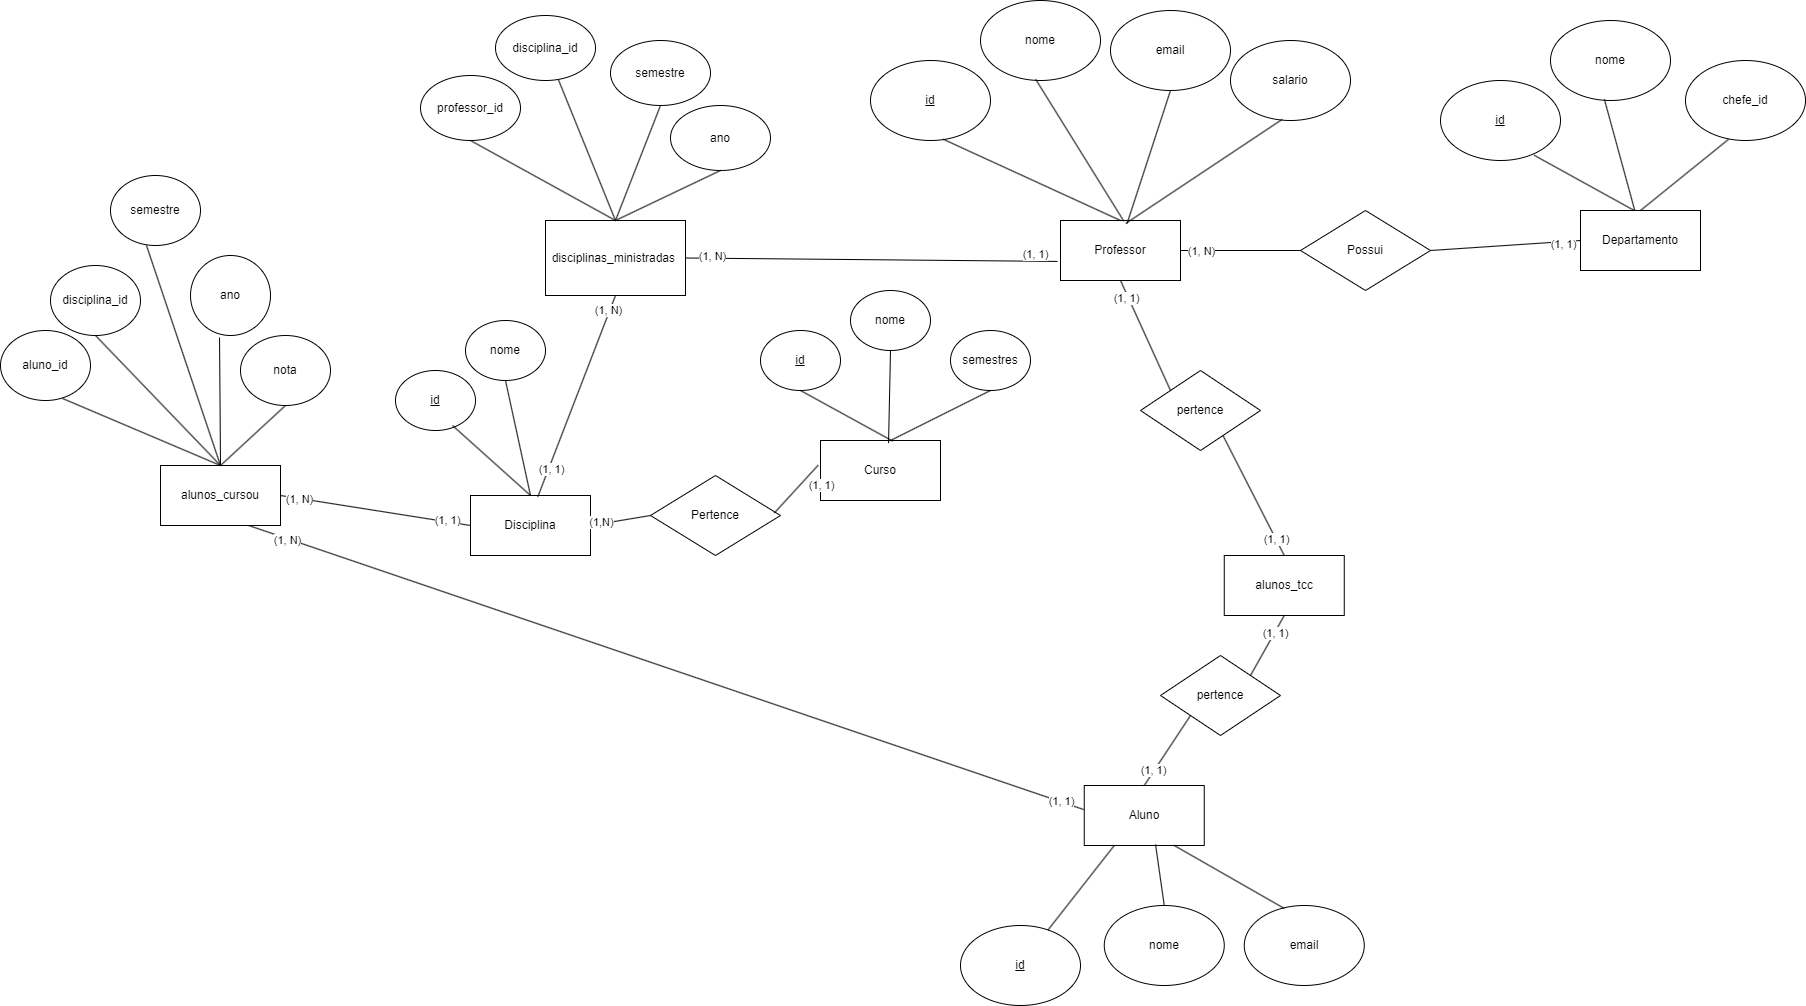 nome
email
disciplina_id
semestre
salario
nome
professor_id
id
chefe_id
id
ano
semestre
disciplinas_ministradas
(1, N)
(1, 1)
Professor
(1, N)
Possui
(1, 1)
Departamento
disciplina_id
ano
(1, N)
(1, 1)
nome
aluno_id
nota
nome
id
semestres
id
pertence
alunos_cursou
(1, N)
(1, 1)
Disciplina
(1, 1)
(1,N)
Pertence
(1, 1)
Curso
(1, N)
(1, 1)
alunos_tcc
(1, 1)
pertence
(1, 1)
(1, 1)
Aluno
id
nome
email